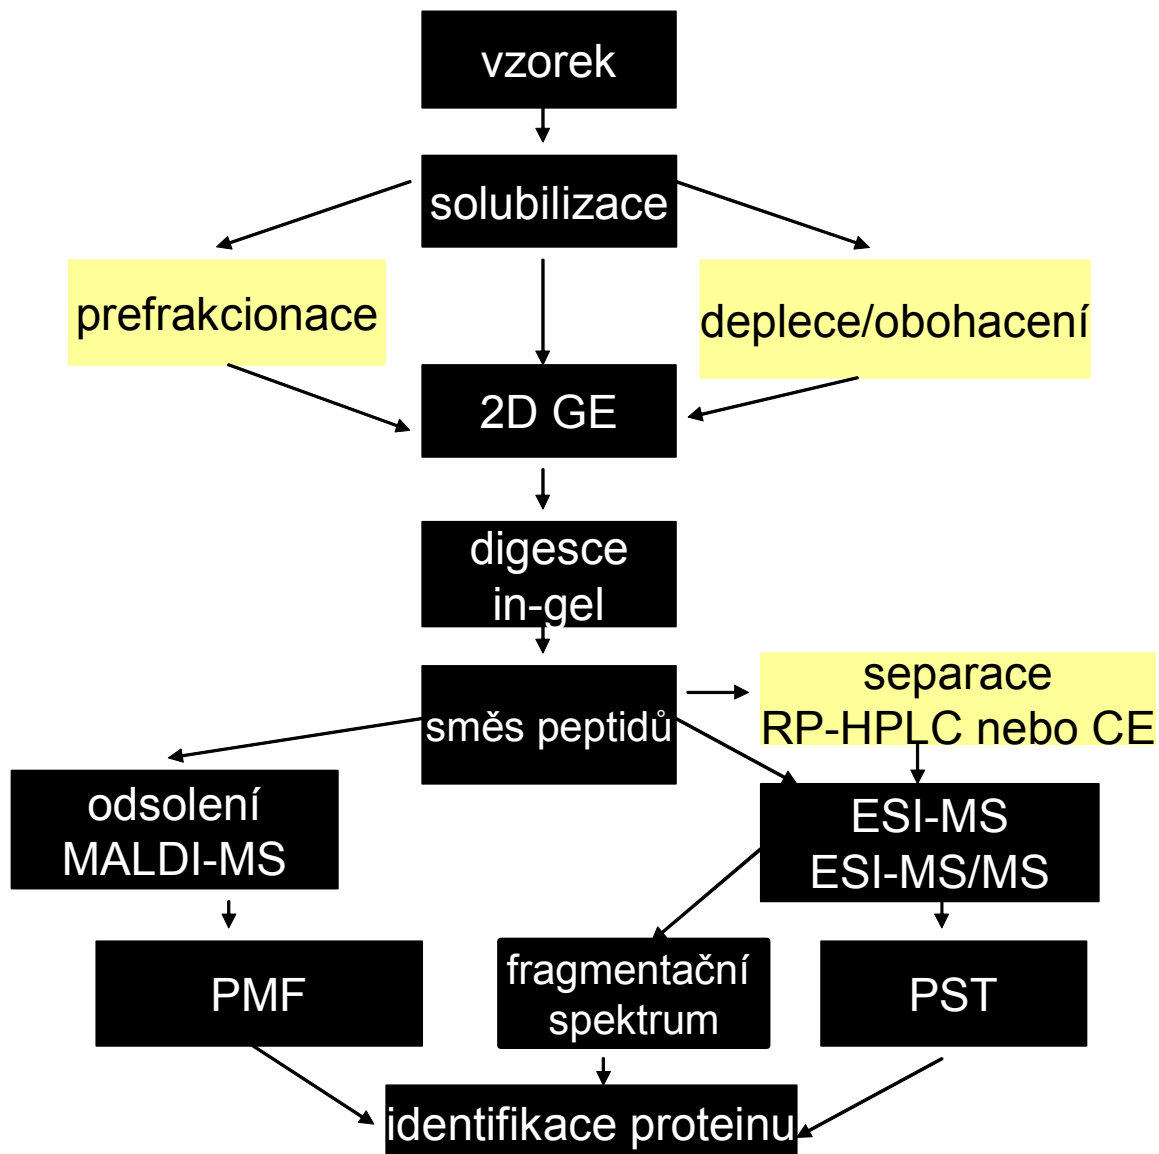 vzorek
solubilizace
prefrakcionace
deplece/obohacení
2D GE
digesce
in-gel
směs peptidů
separace
RP-HPLC nebo CE
odsolení
MALDI-MS
ESI-MS
ESI-MS/MS
PMF
fragmentační
spektrum
PST
identifikace proteinu